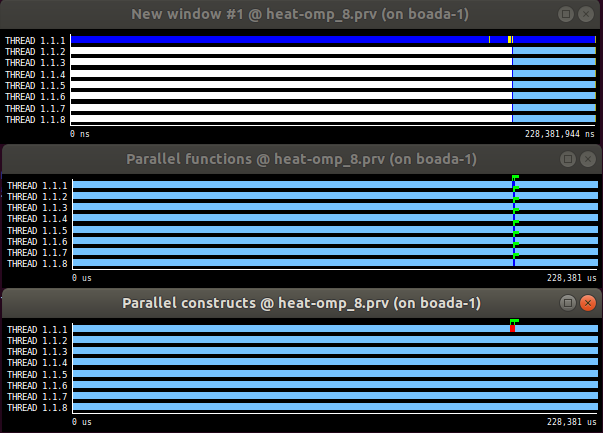 New window #1 @ heat-omp_8.prv (on boada-1)
THREAD 1.1.1
THREAD 1.1.2
THREAD 1.1.3
THREAD 1.1.4
THREAD 1.1.5
THREAD 1.1.6
THREAD 1.1.7
THREAD 1.1.8
0 ns 228,381,944 ns
Parallel functions @ heat-omp_8.prv (on boada-1)
THREAD 1.1.1
THREAD 1.1.2
THREAD 1.1.3
THREAD 1.1.4
THREAD 1.1.5
THREAD 1.1.6
THREAD 1.1.7
THREAD 1.1.8
0 us 228,381 us
Parallel constructs @ heat-omp_8.prv (on boada-1)
THREAD 1.1.1
THREAD 1.1.2
THREAD 1.1.3
THREAD 1.1.4
THREAD 1.1.5
THREAD 1.1.6
THREAD 1.1.7
THREAD 1.1.8
0 us 228,381 us